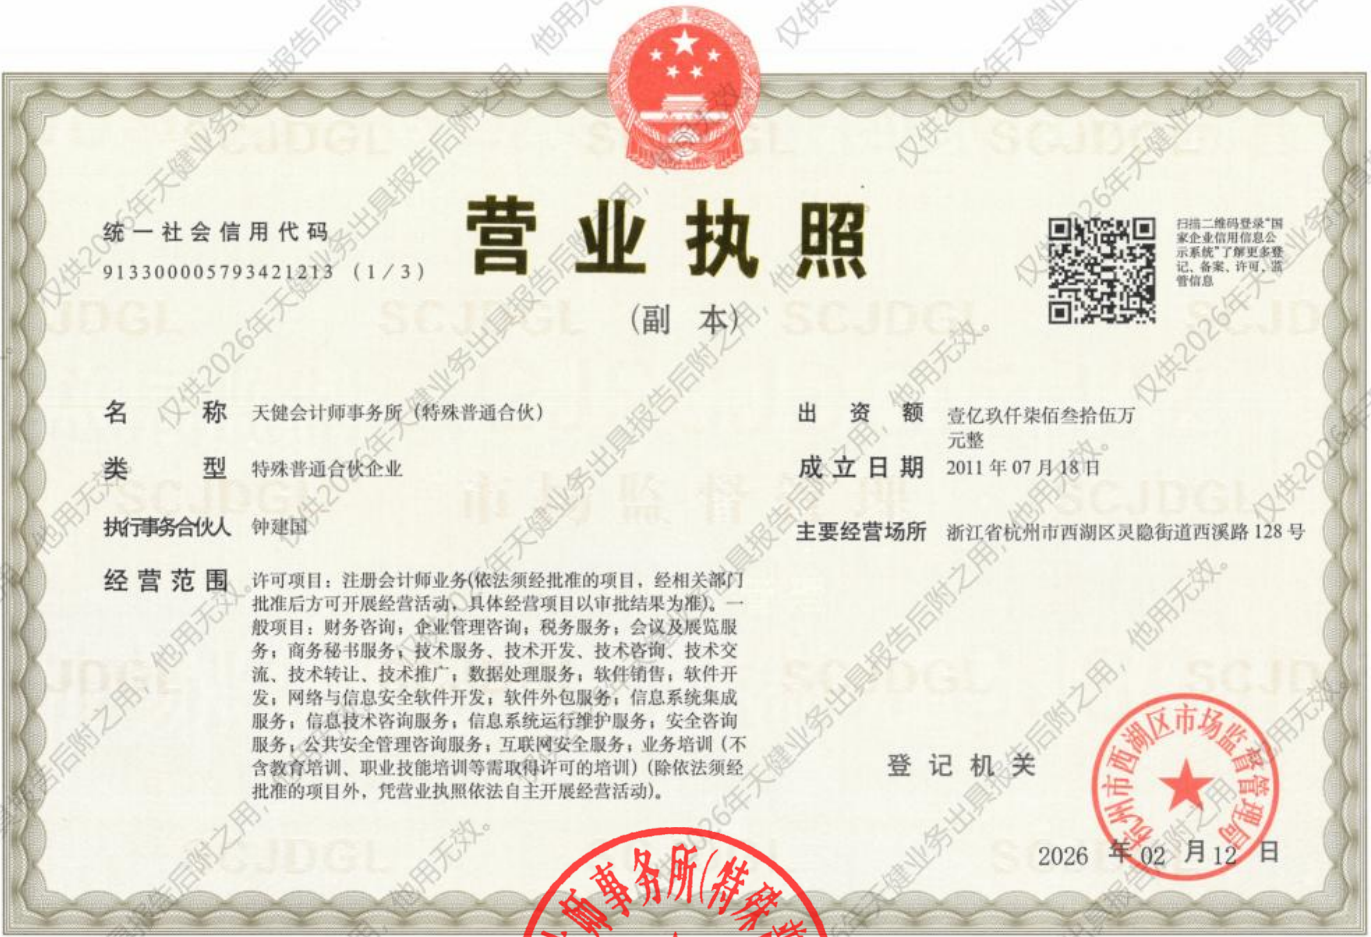 统一社会信用代码
913300005793421213 (1/3)
营业执照
(副 本)
扫描二维码登录“国
家企业信用信息公
示系统”了解更多登
记、备案、许可、监
管信息
名 称 天健会计师事务所（特殊普通合伙）
类 型 特殊普通合伙企业
执行事务合伙人 钟建国
经营范围 许可项目：注册会计师业务(依法须经批准的项目，经相关部门
批准后方可开展经营活动，具体经营项目以审批结果为准)。一
般项目：财务咨询；企业管理咨询；税务服务；会议及展览服
务；商务秘书服务；技术服务、技术开发、技术咨询、技术交
流、技术转让、技术推广；数据处理服务；软件销售；软件开
发；网络与信息安全软件开发；软件外包服务；信息系统集成
服务；信息技术咨询服务；信息系统运行维护服务；安全咨询
服务；公共安全管理咨询服务；互联网安全服务；业务培训（不
含教育培训、职业技能培训等需取得许可的培训）(除依法须经
批准的项目外，凭营业执照依法自主开展经营活动)。
出资额 壹亿玖仟柒佰叁拾伍万
元整
成立日期 2011年07月18日
主要经营场所 浙江省杭州市西湖区灵隐街道西溪路128号
登记机关
杭州市西湖区市场监督管理局
2026 年 02 月 12 日
师事务所(特殊普
仅供2026年天健业务出具报告后附之用，他用无效。
SCJDGL
市场监督管理